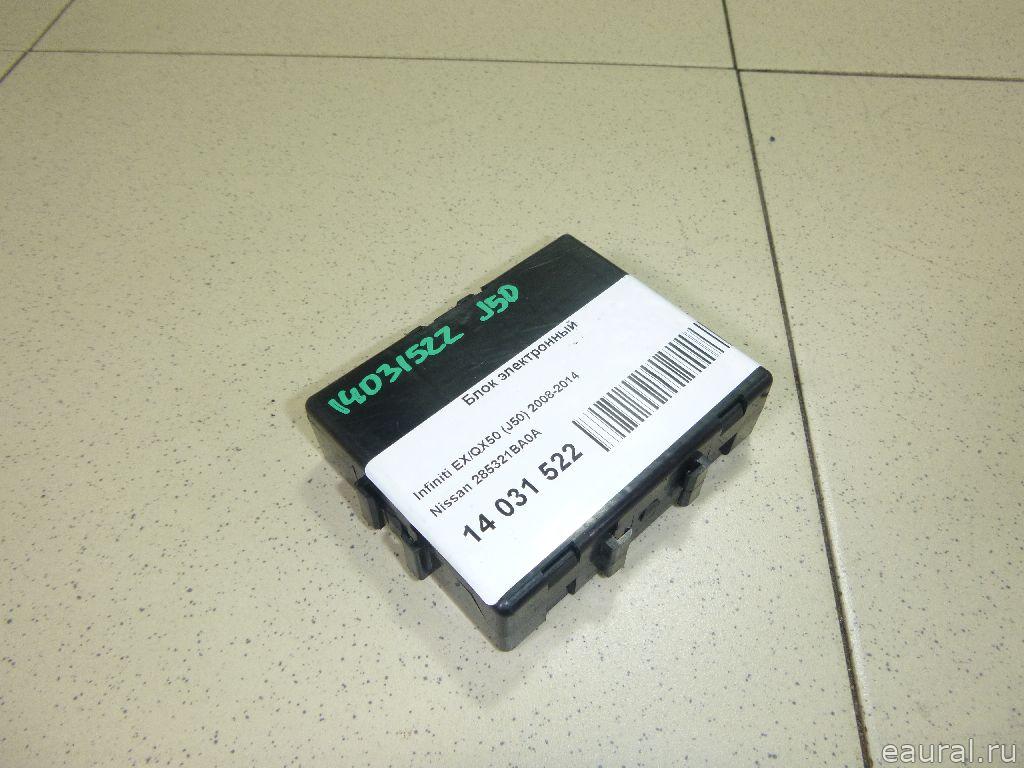 14031522 J50
Блок электронный
Infiniti EX/QX50 (J50) 2008-2014
Nissan 285321BA0A
14 031 522
eaural.ru